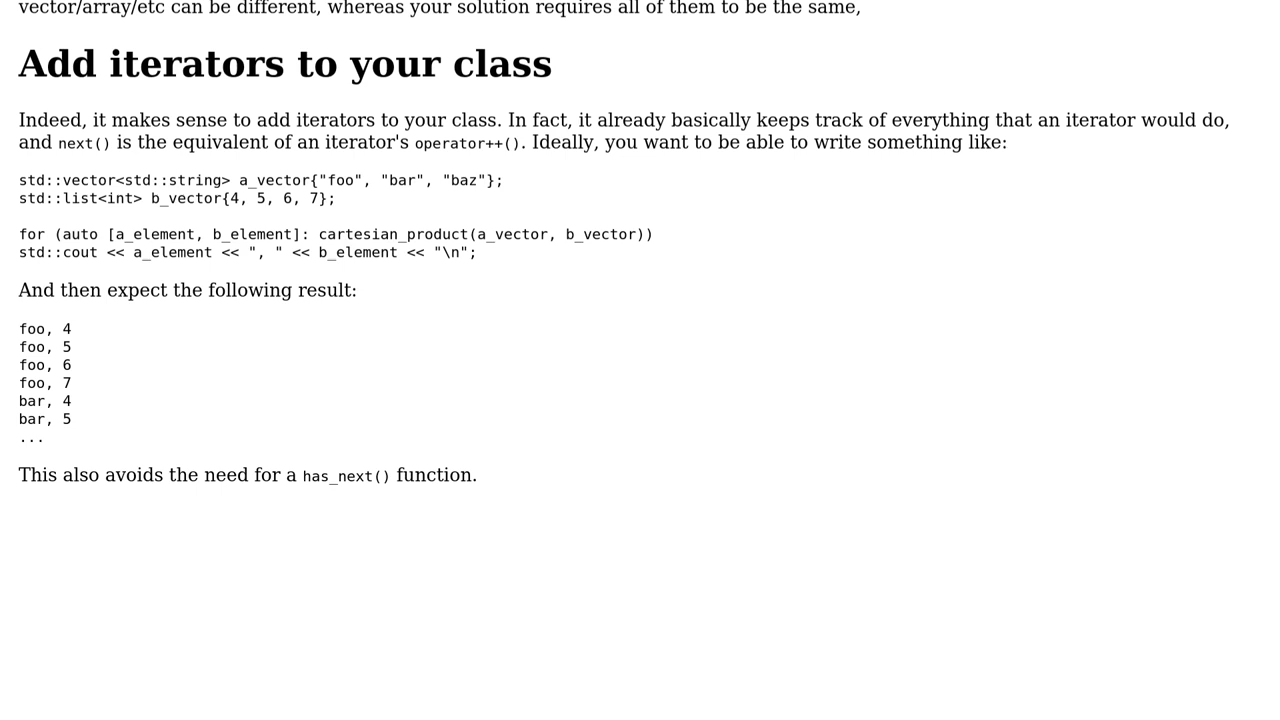 vector/array/etc can be different, whereas your solution requires all of them to be the same,
Add iterators to your class
Indeed, it makes sense to add iterators to your class. In fact, it already basically keeps track of everything that an iterator would do,
and next() is the equivalent of an iterator's operator++(). Ideally, you want to be able to write something like:
std::vector<std::string> a_vector{"foo", "bar", "baz"};
std::list<int> b_vector{4, 5, 6, 7};
for (auto [a_element, b_element]: cartesian_product(a_vector, b_vector))
std::cout << a_element << ", " << b_element << "\n";
And then expect the following result:
foo, 4
foo, 5
foo, 6
foo, 7
bar, 4
bar, 5
...
This also avoids the need for a has_next() function.